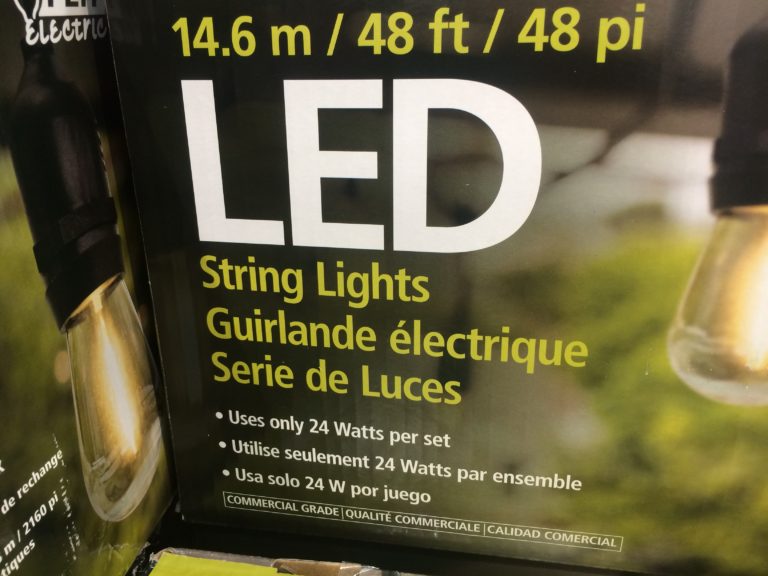 Electric
14.6 m / 48 ft / 48 pi
LED
String Lights
Guirlande électrique
Serie de Luces
• Uses only 24 Watts per set
• Utilise seulement 24 Watts par ensemble
• Usa solo 24 W por juego
COMMERCIAL GRADE | QUALITÉ COMMERCIALE | CALIDAD COMERCIAL
de rechange
m / 2160 pi
tiques